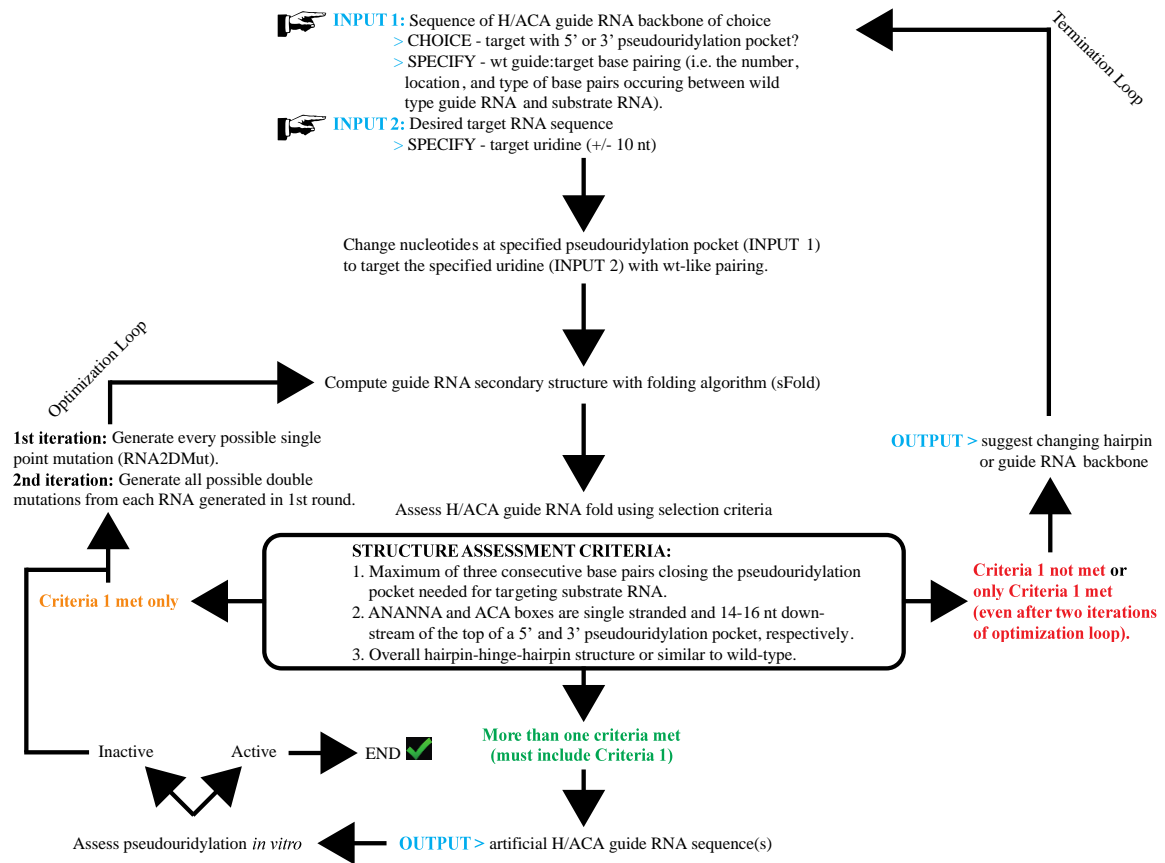 INPUT 1: Sequence of H/ACA guide RNA backbone of choice
> CHOICE - target with 5’ or 3’ pseudouridylation pocket?
> SPECIFY - wt guide:target base pairing (i.e. the number,
location, and type of base pairs occuring between wild
type guide RNA and substrate RNA).
INPUT 2: Desired target RNA sequence
> SPECIFY - target uridine (+/- 10 nt)
Termination Loop
Change nucleotides at specified pseudouridylation pocket (INPUT 1)
to target the specified uridine (INPUT 2) with wt-like pairing.
Optimization Loop
Compute guide RNA secondary structure with folding algorithm (sFold)
1st iteration: Generate every possible single
point mutation (RNA2DMut).
2nd iteration: Generate all possible double
mutations from each RNA generated in 1st round.
OUTPUT > suggest changing hairpin
or guide RNA backbone
Assess H/ACA guide RNA fold using selection criteria
STRUCTURE ASSESSMENT CRITERIA:
1. Maximum of three consecutive base pairs closing the pseudouridylation
pocket needed for targeting substrate RNA.
2. ANANNA and ACA boxes are single stranded and 14-16 nt down-
stream of the top of a 5’ and 3’ pseudouridylation pocket, respectively.
3. Overall hairpin-hinge-hairpin structure or similar to wild-type.
Criteria 1 met only
Criteria 1 not met or
only Criteria 1 met
(even after two iterations
of optimization loop).
More than one criteria met
(must include Criteria 1)
Inactive
Active
END
Assess pseudouridylation in vitro
OUTPUT > artificial H/ACA guide RNA sequence(s)